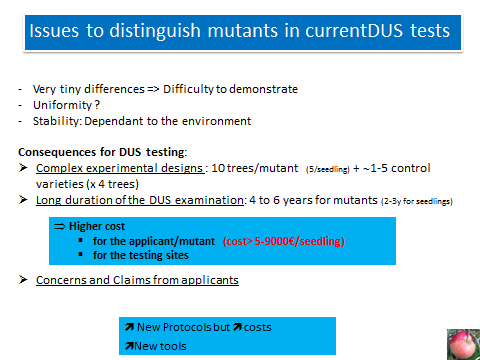 Issues to distinguish mutants in currentDUS tests
- Very tiny differences => Difficulty to demonstrate
- Uniformity ?
- Stability: Dependant to the environment
Consequences for DUS testing:
➢ Complex experimental designs : 10 trees/mutant (5/seedling) + ~1-5 control
varieties (x 4 trees)
➢ Long duration of the DUS examination: 4 to 6 years for mutants (2-3y for seedlings)
⇒ Higher cost
▪ for the applicant/mutant (cost> 5-9000€/seedling)
▪ for the testing sites
➢ Concerns and Claims from applicants
↗ New Protocols but ↗ costs
↗New tools